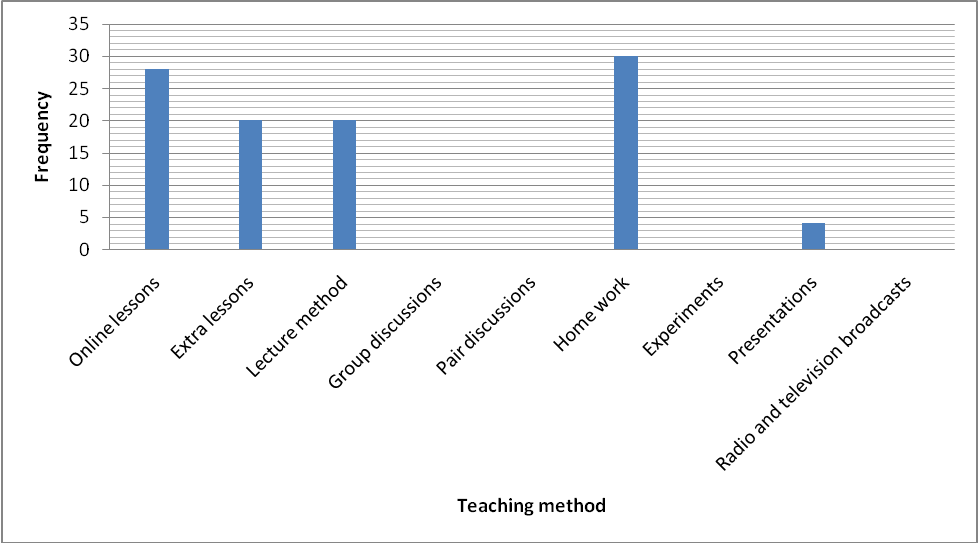 35
30
25
20
15
10
5
0
Frequency
Online lessons
Extra lessons
Lecture method
Group discussions
Pair discussions
Home work
Experiments
Presentations
Radio and television broadcasts
Teaching method